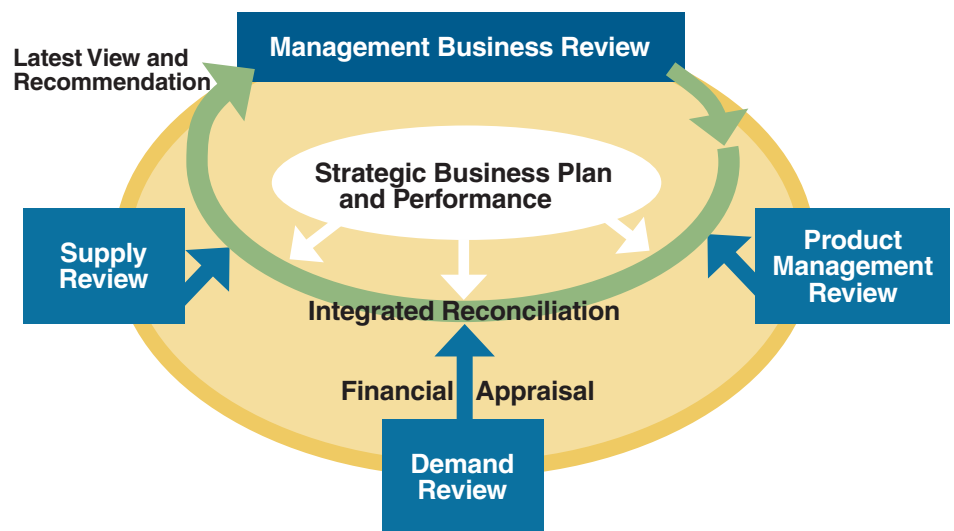 Management Business Review
Latest View and
Recommendation
Strategic Business Plan
and Performance
Supply
Review
Product
Management
Review
Integrated Reconciliation
Financial Appraisal
Demand
Review